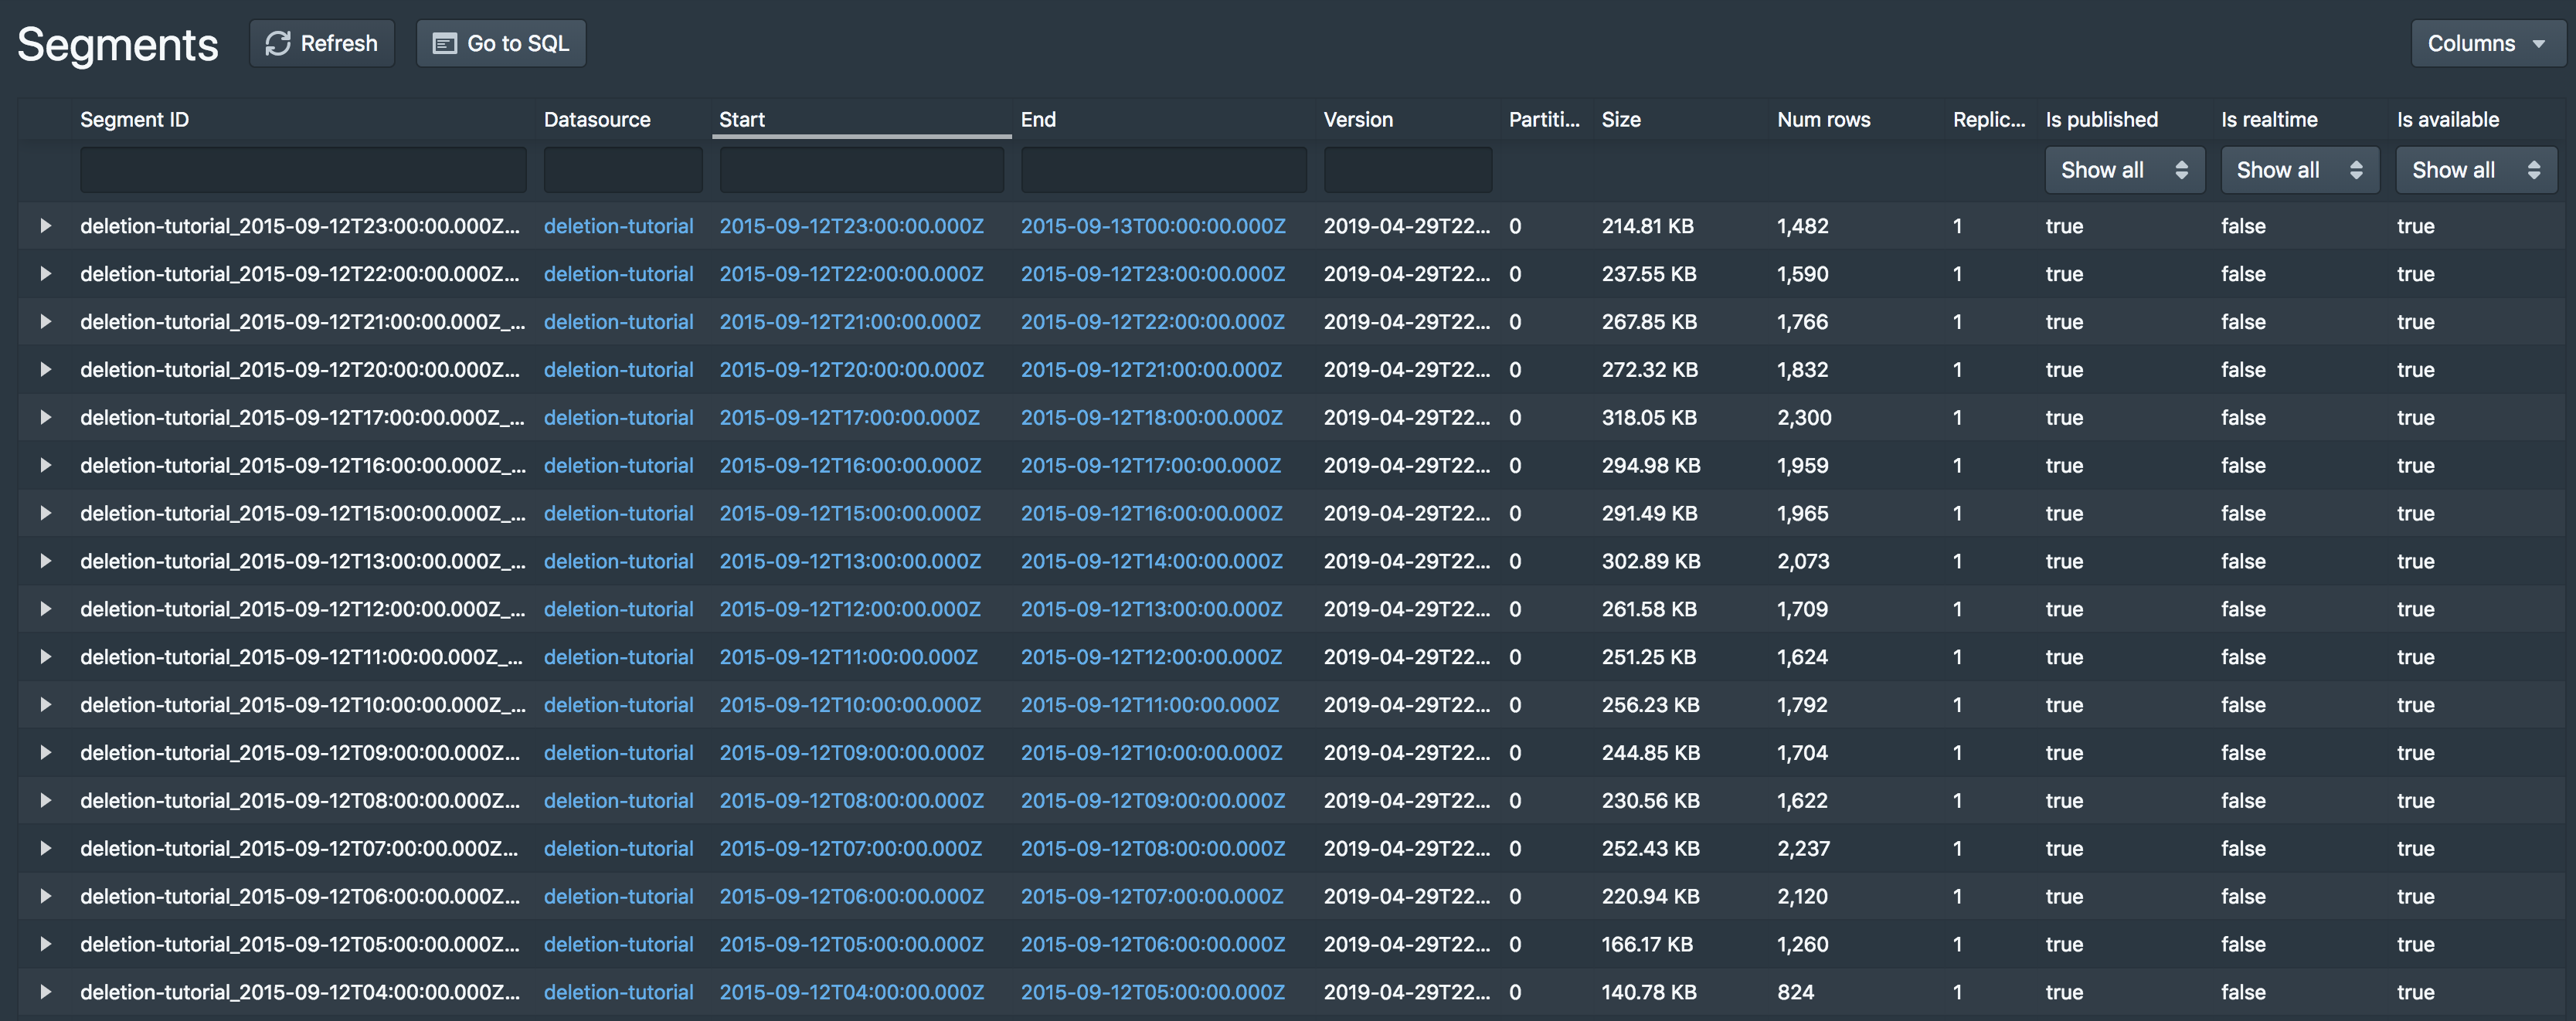 Segments Refresh Go to SQL Columns
Segment ID Datasource Start End Version Partiti... Size Num rows Replic... Is published Is realtime Is available
Show all Show all Show all
deletion-tutorial_2015-09-12T23:00:00.000Z... deletion-tutorial 2015-09-12T23:00:00.000Z 2015-09-13T00:00:00.000Z 2019-04-29T22... 0 214.81 KB 1,482 1 true false true
deletion-tutorial_2015-09-12T22:00:00.000Z... deletion-tutorial 2015-09-12T22:00:00.000Z 2015-09-12T23:00:00.000Z 2019-04-29T22... 0 237.55 KB 1,590 1 true false true
deletion-tutorial_2015-09-12T21:00:00.000Z_... deletion-tutorial 2015-09-12T21:00:00.000Z 2015-09-12T22:00:00.000Z 2019-04-29T22... 0 267.85 KB 1,766 1 true false true
deletion-tutorial_2015-09-12T20:00:00.000Z... deletion-tutorial 2015-09-12T20:00:00.000Z 2015-09-12T21:00:00.000Z 2019-04-29T22... 0 272.32 KB 1,832 1 true false true
deletion-tutorial_2015-09-12T17:00:00.000Z_... deletion-tutorial 2015-09-12T17:00:00.000Z 2015-09-12T18:00:00.000Z 2019-04-29T22... 0 318.05 KB 2,300 1 true false true
deletion-tutorial_2015-09-12T16:00:00.000Z_... deletion-tutorial 2015-09-12T16:00:00.000Z 2015-09-12T17:00:00.000Z 2019-04-29T22... 0 294.98 KB 1,959 1 true false true
deletion-tutorial_2015-09-12T15:00:00.000Z_... deletion-tutorial 2015-09-12T15:00:00.000Z 2015-09-12T16:00:00.000Z 2019-04-29T22... 0 291.49 KB 1,965 1 true false true
deletion-tutorial_2015-09-12T13:00:00.000Z_... deletion-tutorial 2015-09-12T13:00:00.000Z 2015-09-12T14:00:00.000Z 2019-04-29T22... 0 302.89 KB 2,073 1 true false true
deletion-tutorial_2015-09-12T12:00:00.000Z_... deletion-tutorial 2015-09-12T12:00:00.000Z 2015-09-12T13:00:00.000Z 2019-04-29T22... 0 261.58 KB 1,709 1 true false true
deletion-tutorial_2015-09-12T11:00:00.000Z_... deletion-tutorial 2015-09-12T11:00:00.000Z 2015-09-12T12:00:00.000Z 2019-04-29T22... 0 251.25 KB 1,624 1 true false true
deletion-tutorial_2015-09-12T10:00:00.000Z_... deletion-tutorial 2015-09-12T10:00:00.000Z 2015-09-12T11:00:00.000Z 2019-04-29T22... 0 256.23 KB 1,792 1 true false true
deletion-tutorial_2015-09-12T09:00:00.000Z... deletion-tutorial 2015-09-12T09:00:00.000Z 2015-09-12T10:00:00.000Z 2019-04-29T22... 0 244.85 KB 1,704 1 true false true
deletion-tutorial_2015-09-12T08:00:00.000Z... deletion-tutorial 2015-09-12T08:00:00.000Z 2015-09-12T09:00:00.000Z 2019-04-29T22... 0 230.56 KB 1,622 1 true false true
deletion-tutorial_2015-09-12T07:00:00.000Z... deletion-tutorial 2015-09-12T07:00:00.000Z 2015-09-12T08:00:00.000Z 2019-04-29T22... 0 252.43 KB 2,237 1 true false true
deletion-tutorial_2015-09-12T06:00:00.000Z... deletion-tutorial 2015-09-12T06:00:00.000Z 2015-09-12T07:00:00.000Z 2019-04-29T22... 0 220.94 KB 2,120 1 true false true
deletion-tutorial_2015-09-12T05:00:00.000Z... deletion-tutorial 2015-09-12T05:00:00.000Z 2015-09-12T06:00:00.000Z 2019-04-29T22... 0 166.17 KB 1,260 1 true false true
deletion-tutorial_2015-09-12T04:00:00.000Z... deletion-tutorial 2015-09-12T04:00:00.000Z 2015-09-12T05:00:00.000Z 2019-04-29T22... 0 140.78 KB 824 1 true false true